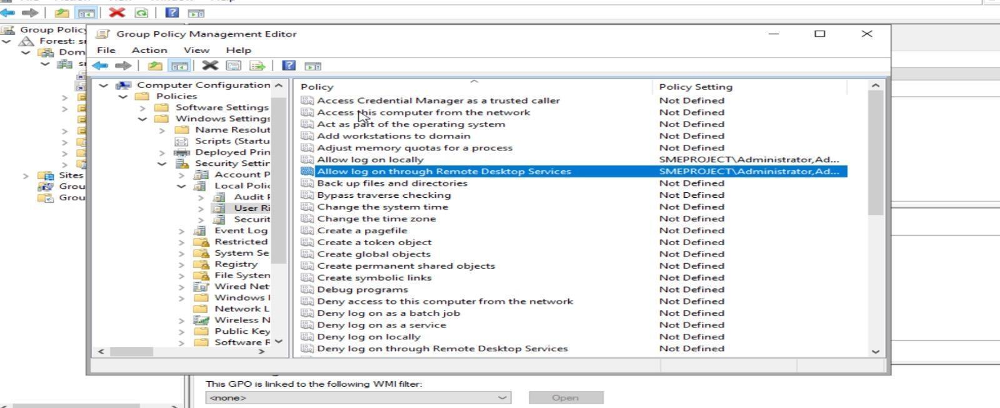 Group Policy
Forest: sr
Dom
Sites
Grou
Grou
Group Policy Management Editor
File Action View Help
Computer Configuration
Policies
Software Settings
Windows Settings
Name Resolut
Scripts (Startu
Deployed Prin
Security Settin
Account P
Local Polic
Audit P
User Ri
Securit
Event Log
Restricted
System Se
Registry
File System
Wired Net
Windows
Network L
Wireless N
Public Key
Software R
Policy Policy Setting
Access Credential Manager as a trusted caller Not Defined
Access this computer from the network Not Defined
Act as part of the operating system Not Defined
Add workstations to domain Not Defined
Adjust memory quotas for a process Not Defined
Allow log on locally SMEPROJECT\Administrator,Ad...
Allow log on through Remote Desktop Services SMEPROJECT\Administrator,Ad...
Back up files and directories Not Defined
Bypass traverse checking Not Defined
Change the system time Not Defined
Change the time zone Not Defined
Create a pagefile Not Defined
Create a token object Not Defined
Create global objects Not Defined
Create permanent shared objects Not Defined
Create symbolic links Not Defined
Debug programs Not Defined
Deny access to this computer from the network Not Defined
Deny log on as a batch job Not Defined
Deny log on as a service Not Defined
Deny log on locally Not Defined
Deny log on through Remote Desktop Services Not Defined
This GPO is linked to the following WMI filter:
<none> Open